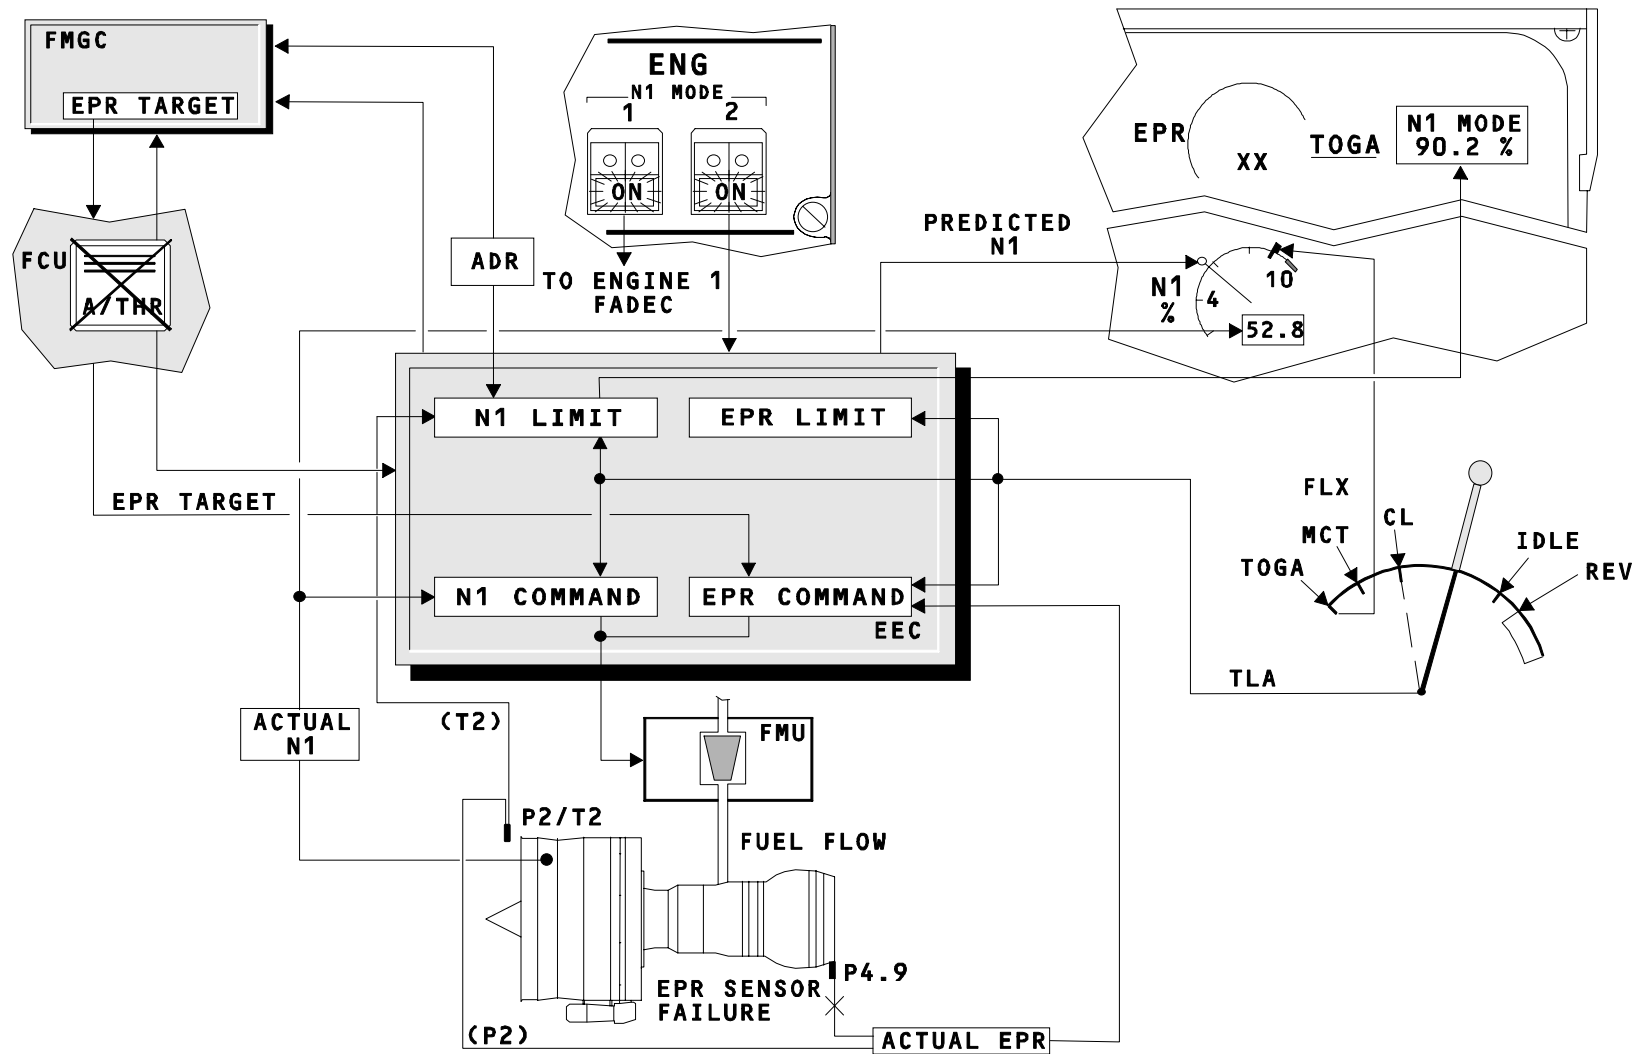 FMGC
EPR TARGET
FCU
A/THR
ENG
N1 MODE
1 2
ON ON
TO ENGINE 1
FADEC
ADR
EPR
XX
TOGA
N1 MODE
90.2 %
PREDICTED
N1
N1
%
4
10
52.8
N1 LIMIT
EPR LIMIT
EPR TARGET
N1 COMMAND
EPR COMMAND
EEC
FLX
MCT
CL
TOGA
IDLE
REV
TLA
ACTUAL
N1
(T2)
FMU
P2/T2
FUEL FLOW
P4.9
EPR SENSOR
FAILURE
(P2)
ACTUAL EPR